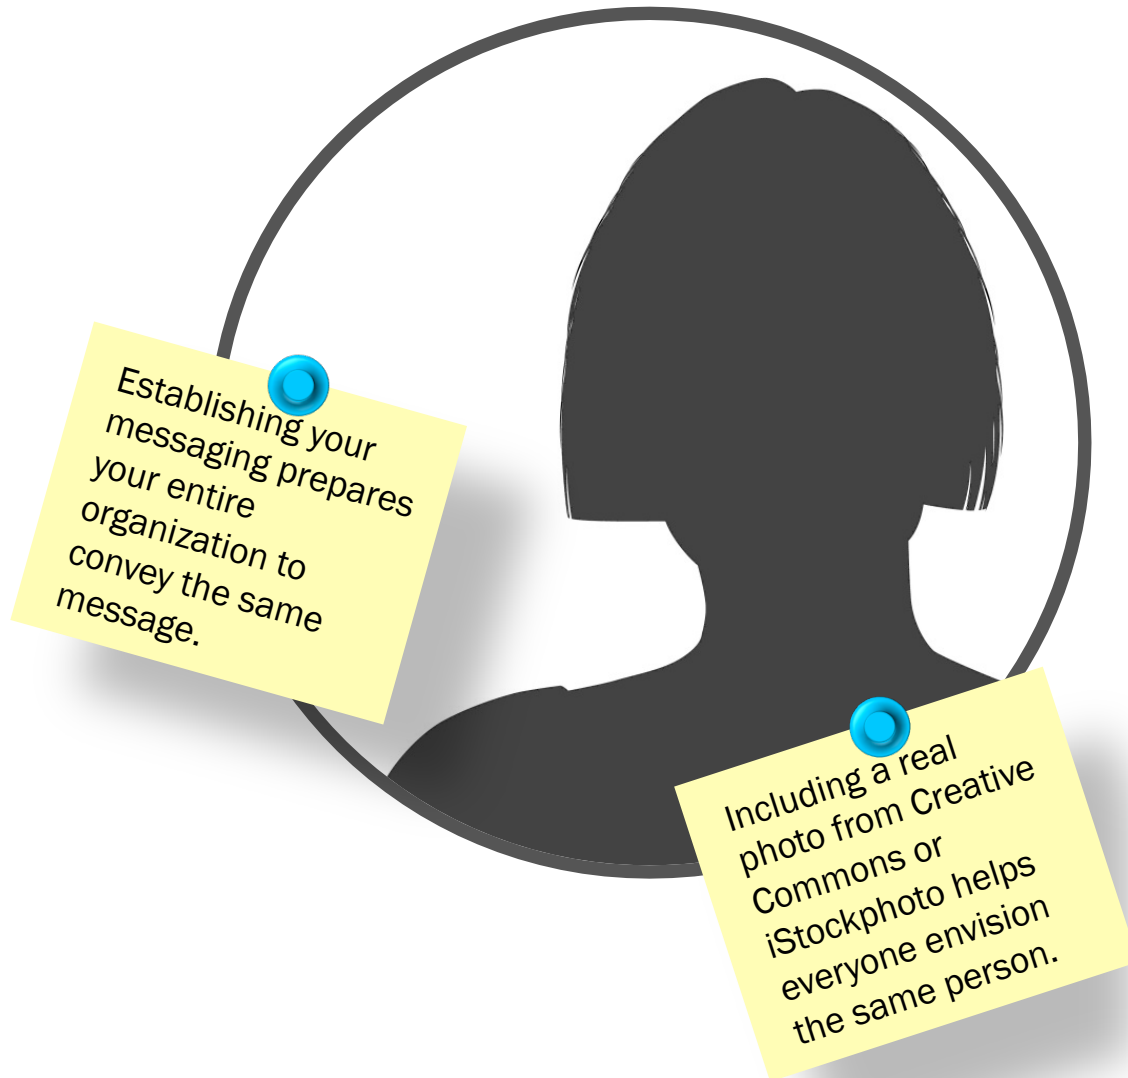 Establishing your
messaging prepares
your entire
organization to
convey the same
message.
Including a real
photo from Creative
Commons or
iStockphoto helps
everyone envision
the same person.